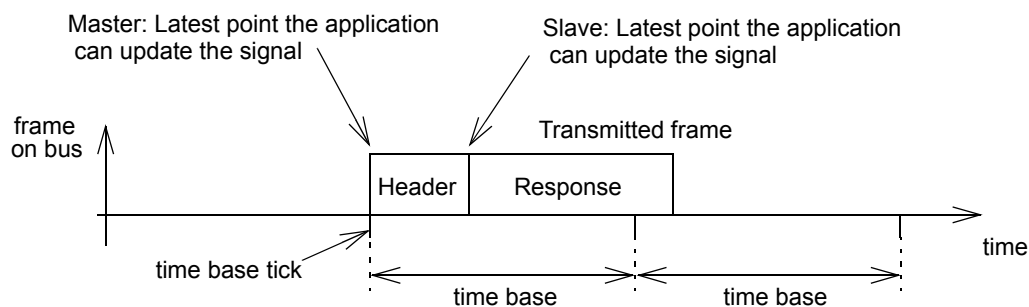 Master: Latest point the application
can update the signal
Slave: Latest point the application
can update the signal
frame
on bus
Transmitted frame
Header
Response
time
time base tick
time base
time base